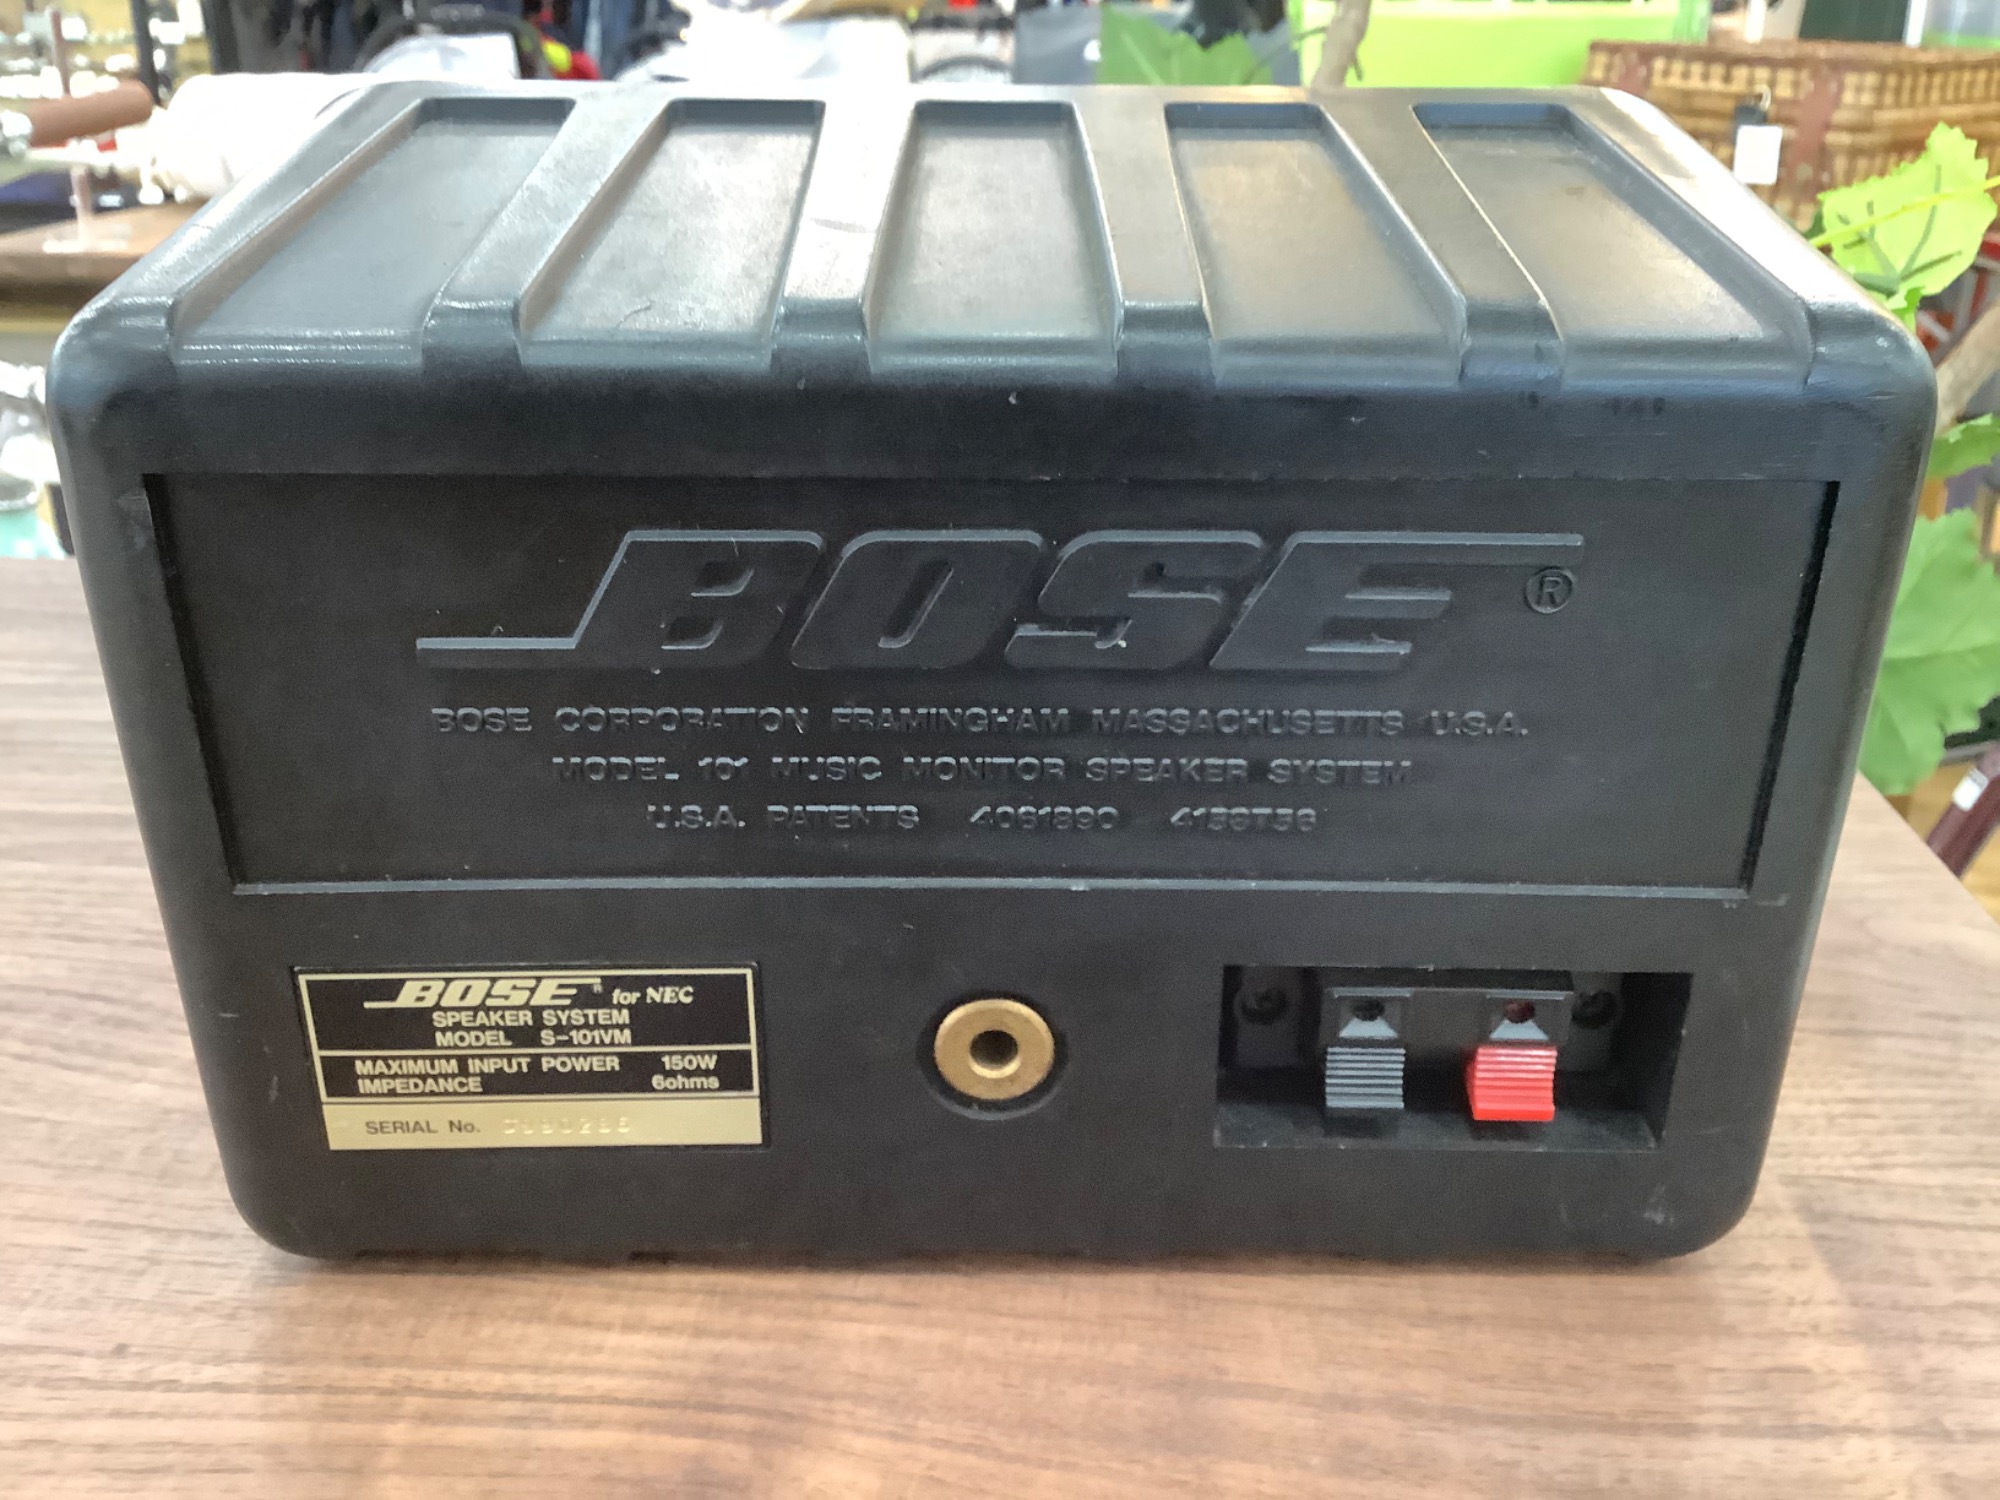 BOSE ®
BOSE CORPORATION FRAMINGHAM MASSACHUSETTS U.S.A.
MODEL 101 MUSIC MONITOR SPEAKER SYSTEM
U.S.A. PATENTS 4061890
BOSE ® for NEC
SPEAKER SYSTEM
MODEL S-101VM
MAXIMUM INPUT POWER 150W
IMPEDANCE 6ohms
SERIAL No.